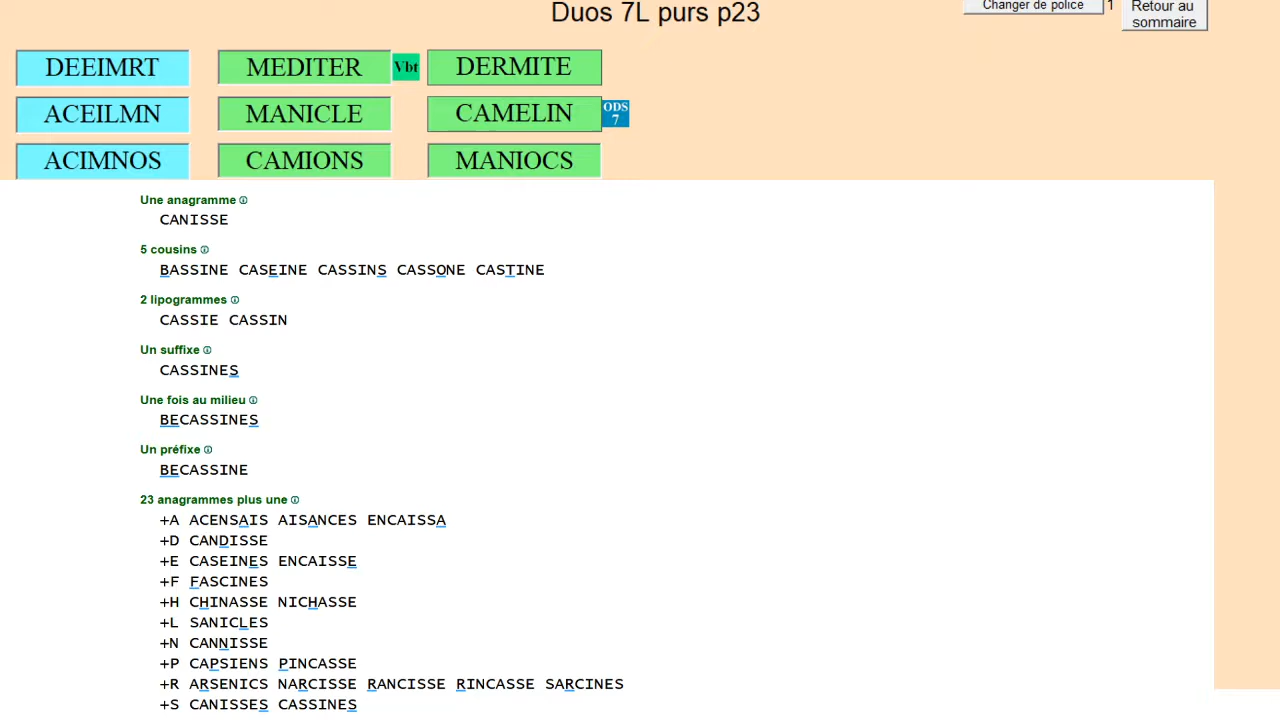 Duos 7L purs p23
Changer de police 1
Retour au
sommaire
DEEIMRT MEDITER Vbt DERMITE
ACEILMN MANICLE CAMELIN ODS 7
ACIMNOS CAMIONS MANIOCS
Une anagramme
CANISSE
5 cousins
BASSINE CASEINE CASSINS CASSONE CASTINE
2 lipogrammes
CASSIE CASSIN
Un suffixe
CASSINES
Une fois au milieu
BECASSINES
Un préfixe
BECASSINE
23 anagrammes plus une
+A ACENSAIS AISANCES ENCAISSA
+D CANDISSE
+E CASEINES ENCAISSE
+F FASCINES
+H CHINASSE NICHASSE
+L SANICLES
+N CANNISSE
+P CAPSIENS PINCASSE
+R ARSENICS NARCISSE RANCISSE RINCASSE SARCINES
+S CANISSES CASSINES